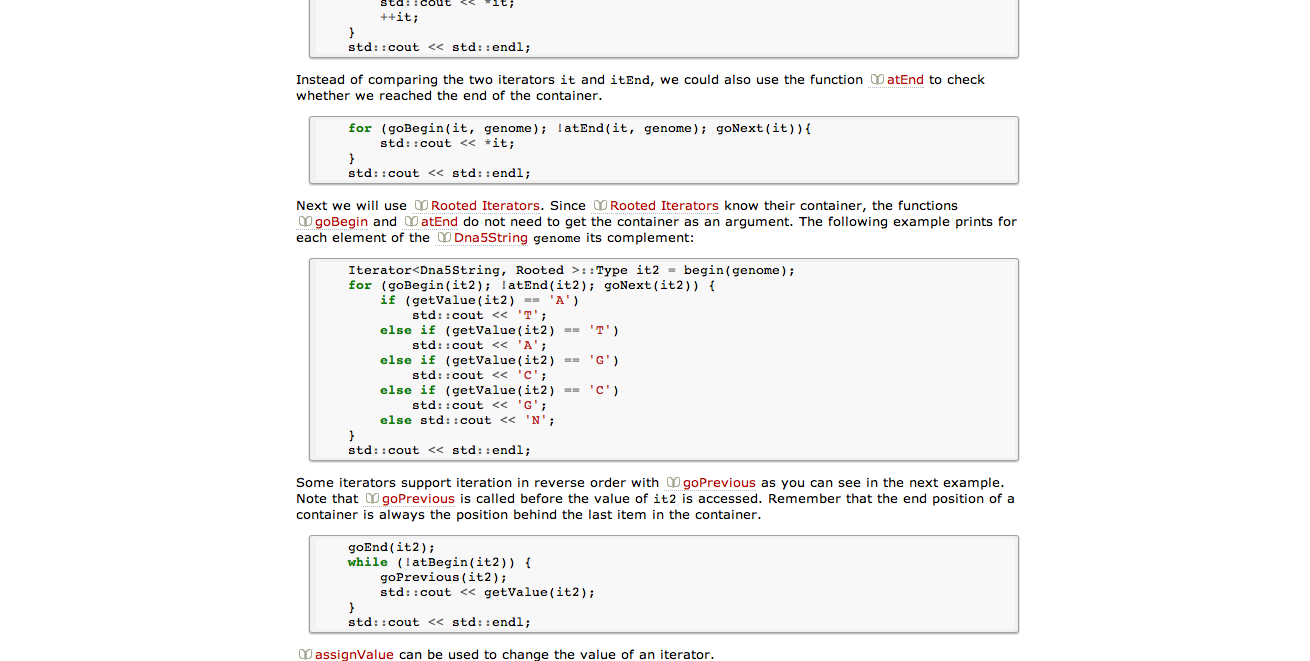 std::cout << *it;
++it;
}
std::cout << std::endl;
Instead of comparing the two iterators it and itEnd, we could also use the function atEnd to check
whether we reached the end of the container.
for (goBegin(it, genome); !atEnd(it, genome); goNext(it)){
std::cout << *it;
}
std::cout << std::endl;
Next we will use Rooted Iterators. Since Rooted Iterators know their container, the functions
goBegin and atEnd do not need to get the container as an argument. The following example prints for
each element of the Dna5String genome its complement:
Iterator<Dna5String, Rooted >::Type it2 = begin(genome);
for (goBegin(it2); !atEnd(it2); goNext(it2)) {
if (getValue(it2) == 'A')
std::cout << 'T';
else if (getValue(it2) == 'T')
std::cout << 'A';
else if (getValue(it2) == 'G')
std::cout << 'C';
else if (getValue(it2) == 'C')
std::cout << 'G';
else std::cout << 'N';
}
std::cout << std::endl;
Some iterators support iteration in reverse order with goPrevious as you can see in the next example.
Note that goPrevious is called before the value of it2 is accessed. Remember that the end position of a
container is always the position behind the last item in the container.
goEnd(it2);
while (!atBegin(it2)) {
goPrevious(it2);
std::cout << getValue(it2);
}
std::cout << std::endl;
assignValue can be used to change the value of an iterator.